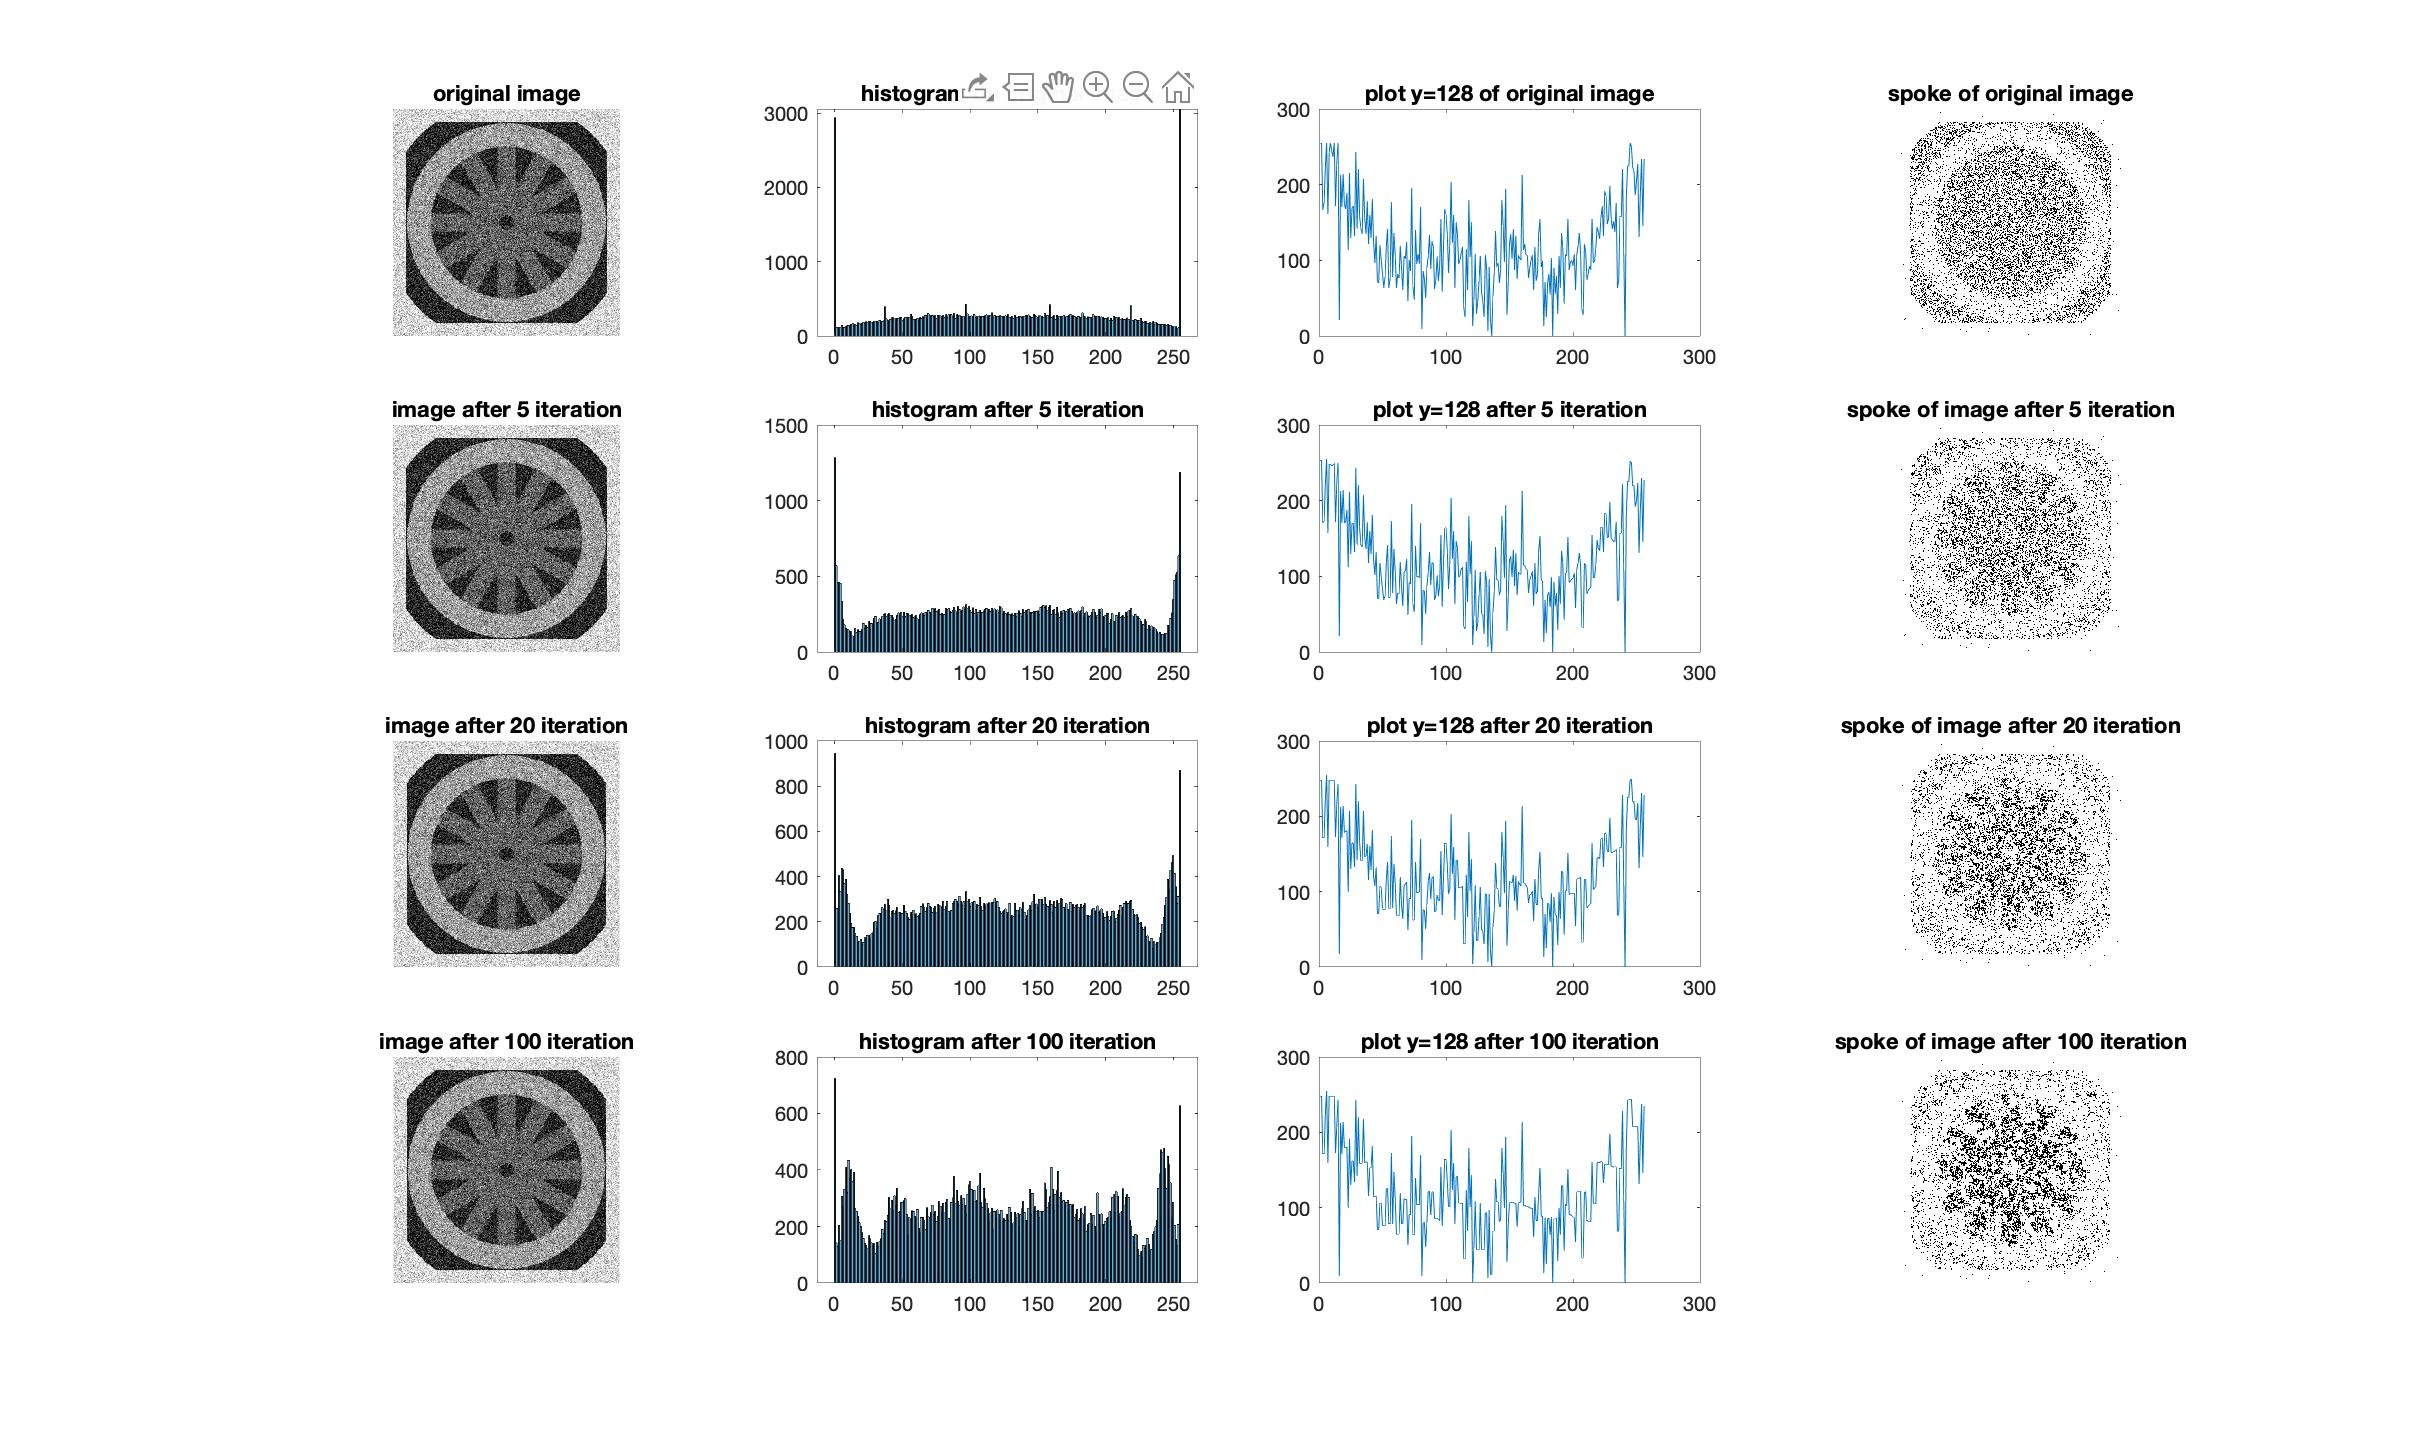 original image
histogran
plot y=128 of original image
spoke of original image
3000
2000
1000
0
0 50 100 150 200 250
300
200
100
0
0 100 200 300
image after 5 iteration
histogram after 5 iteration
plot y=128 after 5 iteration
spoke of image after 5 iteration
1500
1000
500
0
0 50 100 150 200 250
300
200
100
0
0 100 200 300
image after 20 iteration
histogram after 20 iteration
plot y=128 after 20 iteration
spoke of image after 20 iteration
1000
800
600
400
200
0
0 50 100 150 200 250
300
200
100
0
0 100 200 300
image after 100 iteration
histogram after 100 iteration
plot y=128 after 100 iteration
spoke of image after 100 iteration
800
600
400
200
0
0 50 100 150 200 250
300
200
100
0
0 100 200 300